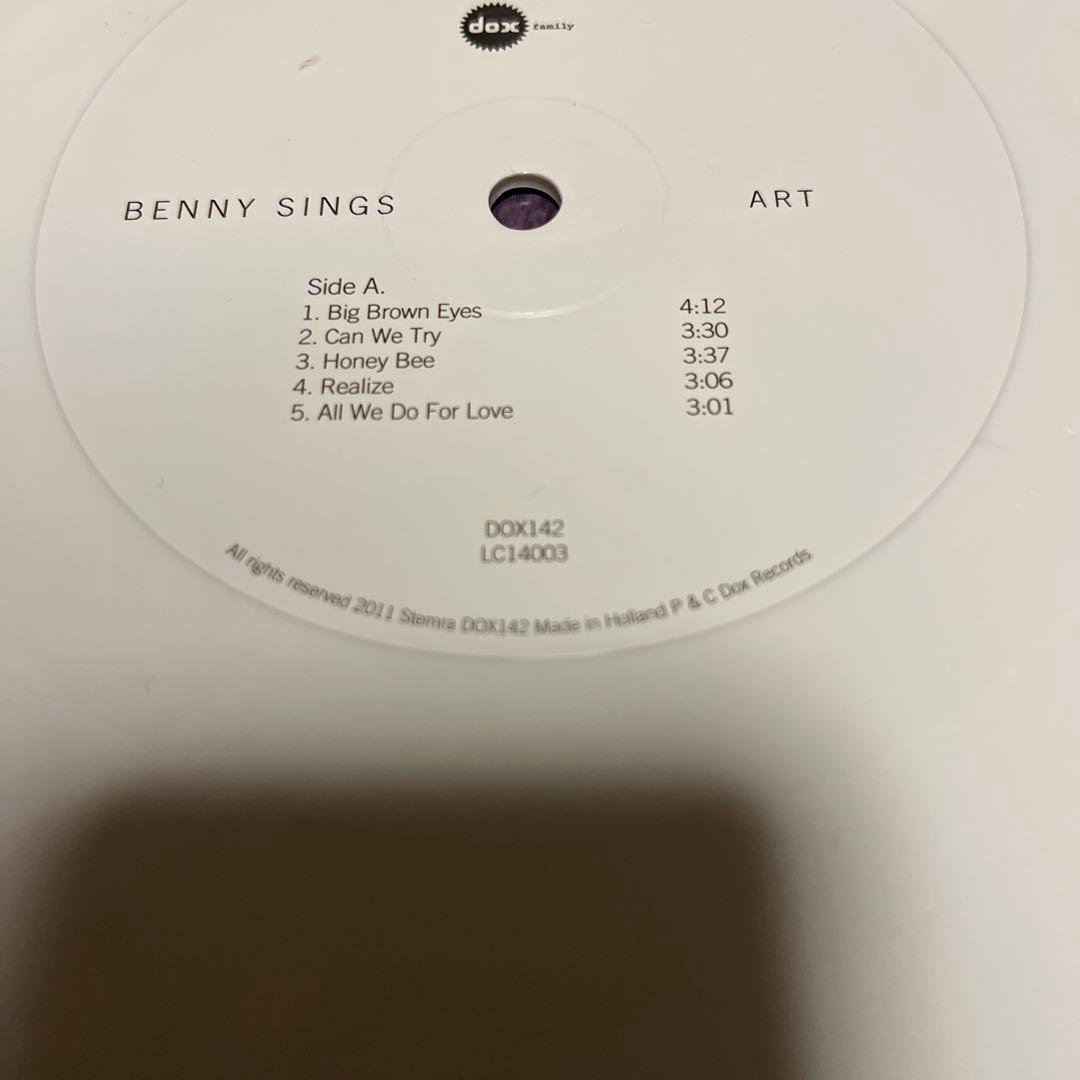 dox family
BENNY SINGS ART
Side A.
1. Big Brown Eyes 4:12
2. Can We Try 3:30
3. Honey Bee 3:37
4. Realize 3:06
5. All We Do For Love 3:01
DOX142
LC14003
All rights reserved 2011 Stemra DOX142 Made in Holland P & C Dox Records